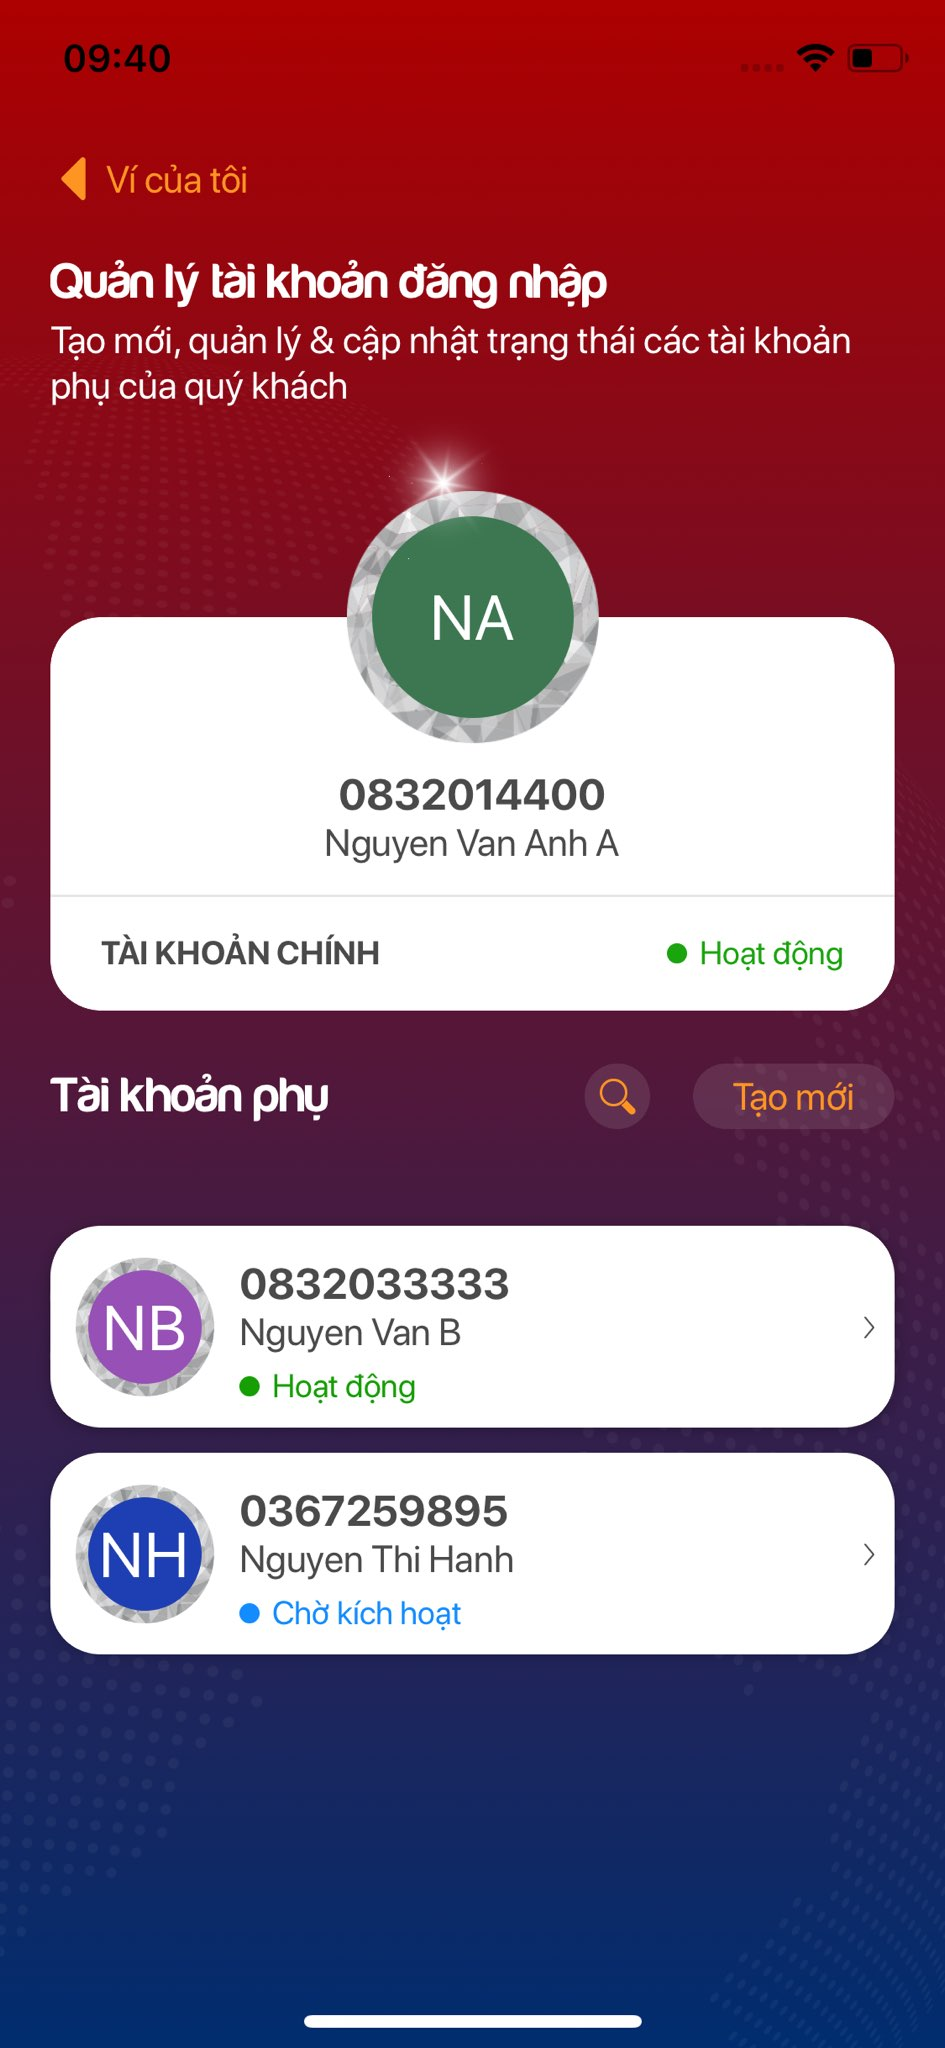 09:40
Ví của tôi
Quản lý tài khoản đăng nhập
Tạo mới, quản lý & cập nhật trạng thái các tài khoản
phụ của quý khách
NA
0832014400
Nguyen Van Anh A
TÀI KHOẢN CHÍNH
Hoạt động
Tài khoản phụ
Tạo mới
NB
0832033333
Nguyen Van B
Hoạt động
NH
0367259895
Nguyen Thi Hanh
Chờ kích hoạt